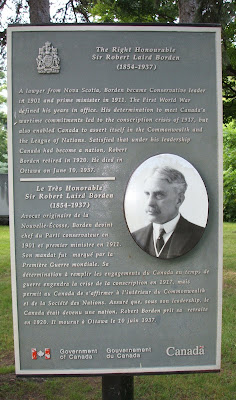 The Right Honourable
Sir Robert Laird Borden
(1854-1937)
A lawyer from Nova Scotia, Borden became Conservative leader
in 1901 and prime minister in 1911. The First World War
defined his years in office. His determination to meet Canada's
wartime commitments led to the conscription crises of 1917, but
also enabled Canada to assert itself in the Commonwealth and
the League of Nations. Satisfied that under his leadership
Canada had become a nation, Robert
Borden retired in 1920. He died in
Ottawa on June 10, 1937.
Le Très Honorable
Sir Robert Laird Borden
(1854-1937)
Avocat originaire de la
Nouvelle-Écosse, Borden devint
chef du Parti conservateur en
1901 et premier ministre en 1911.
Son mandat fut marqué par la
Première Guerre mondiale. Sa
détermination à remplir les engagements du Canada au temps de
guerre engendra la crise de la conscription en 1917, mais
permit au Canada de s'affirmer à l'intérieur du Commonwealth
et de la Société des Nations. Assuré que, sous son leadership, le
Canada était devenu une nation, Robert Borden prit sa retraite
en 1920. Il mourut à Ottawa le 10 juin 1937.
Government of Canada
Gouvernement du Canada
Canada